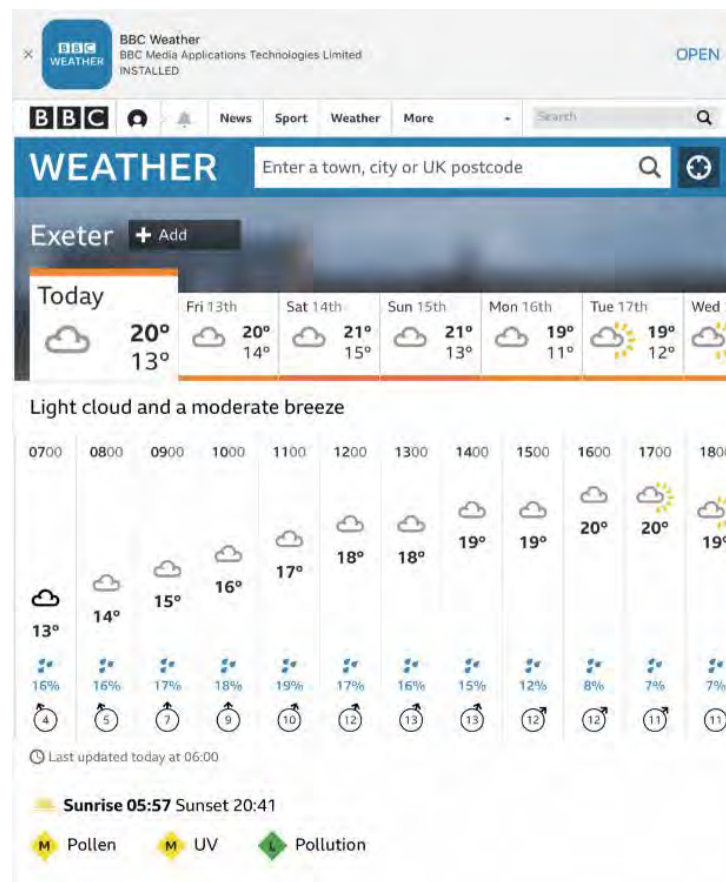 BBC Weather
BBC Media Applications Technologies Limited
INSTALLED
OPEN
BBC WEATHER
BBC News Sport Weather More Search
WEATHER Enter a town, city or UK postcode
Exeter + Add
Today Fri 13th Sat 14th Sun 15th Mon 16th Tue 17th Wed
20° 20° 21° 21° 19° 19°
13° 14° 15° 13° 11° 12°
Light cloud and a moderate breeze
0700 0800 0900 1000 1100 1200 1300 1400 1500 1600 1700 180
13° 14° 15° 16° 17° 18° 18° 19° 19° 20° 20° 19°
16% 16% 17% 18% 19% 17% 16% 15% 12% 8% 7% 7%
4 5 7 9 10 12 13 13 12 12 11 11
Last updated today at 06:00
Sunrise 05:57 Sunset 20:41
M Pollen M UV L Pollution